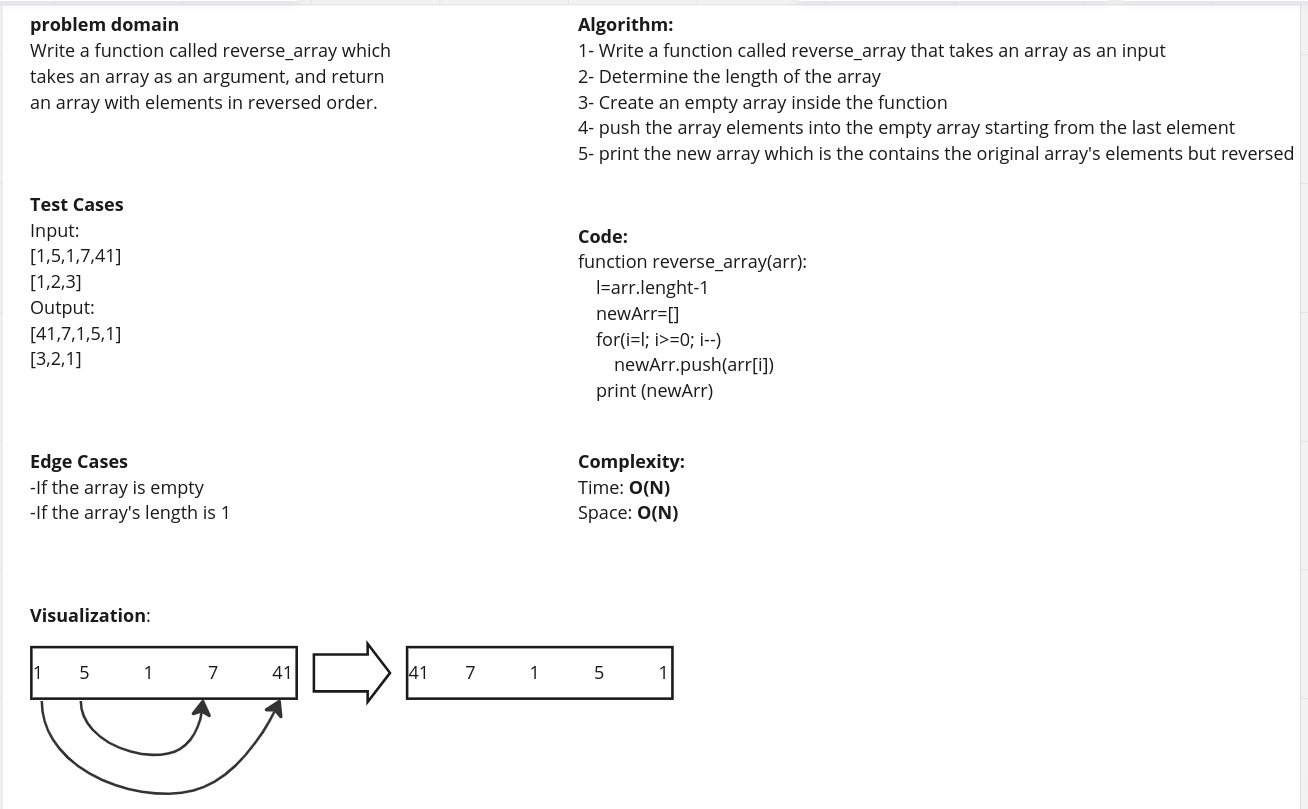 problem domain
Write a function called reverse_array which
takes an array as an argument, and return
an array with elements in reversed order.
Test Cases
Input:
[1,5,1,7,41]
[1,2,3]
Output:
[41,7,1,5,1]
[3,2,1]
Edge Cases
-If the array is empty
-If the array's length is 1
Algorithm:
1- Write a function called reverse_array that takes an array as an input
2- Determine the length of the array
3- Create an empty array inside the function
4- push the array elements into the empty array starting from the last element
5- print the new array which is the contains the original array's elements but reversed
Code:
function reverse_array(arr):
l=arr.lenght-1
newArr=[]
for(i=l; i>=0; i--)
newArr.push(arr[i])
print (newArr)
Complexity:
Time: O(N)
Space: O(N)
Visualization:
1 5 1 7 41
41 7 1 5 1